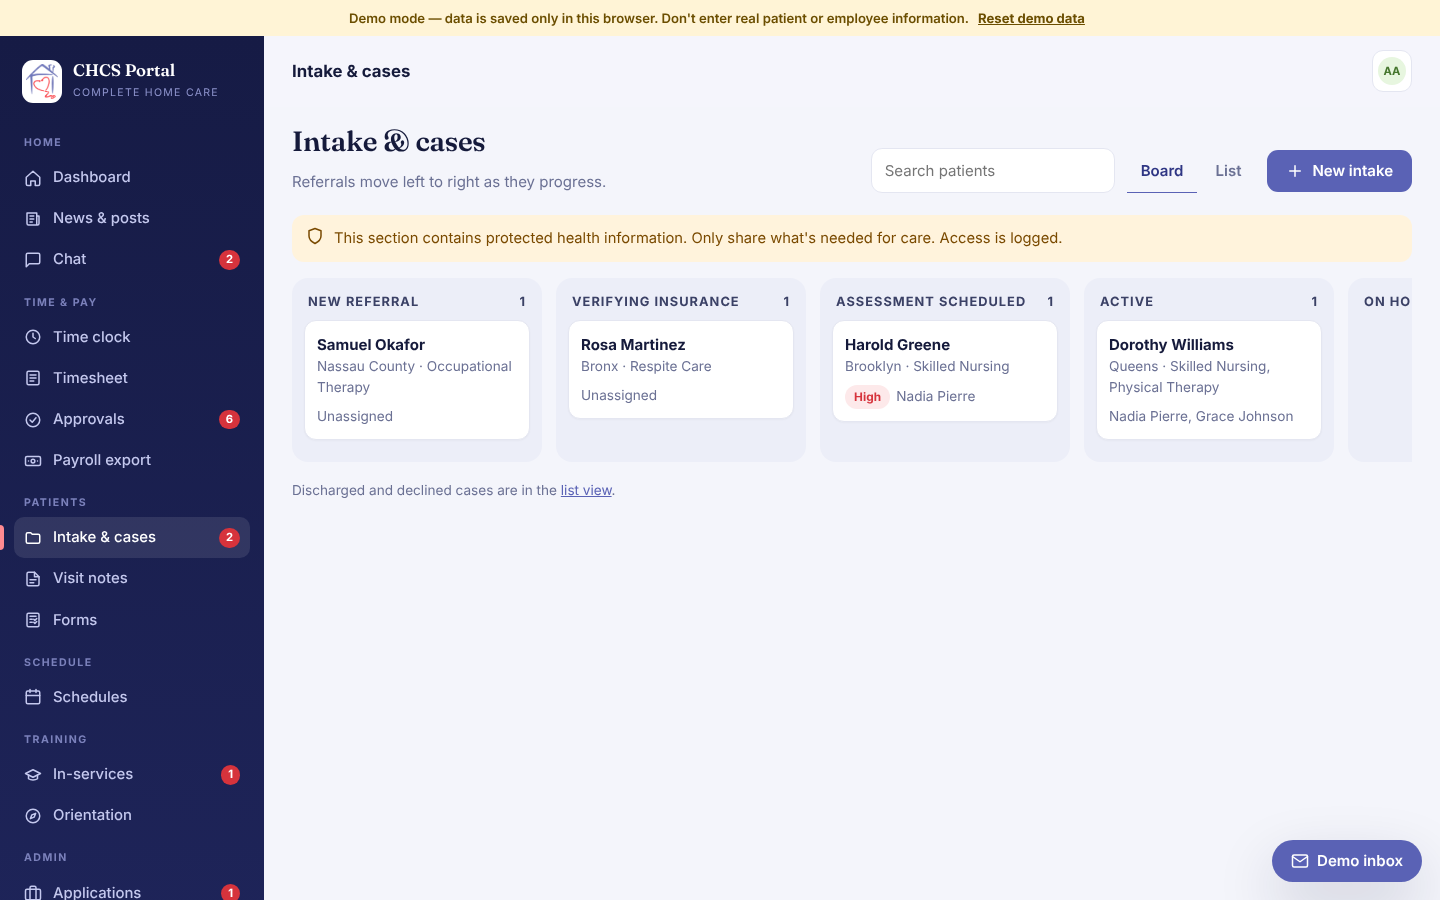 Demo mode — data is saved only in this browser. Don't enter real patient or employee information. Reset demo data
CHCS Portal
COMPLETE HOME CARE
HOME
Dashboard
News & posts
Chat 2
TIME & PAY
Time clock
Timesheet
Approvals 6
Payroll export
PATIENTS
Intake & cases 2
Visit notes
Forms
SCHEDULE
Schedules
TRAINING
In-services 1
Orientation
ADMIN
Applications 1
Intake & cases
AA
Intake & cases
Referrals move left to right as they progress.
Search patients
Board
List
New intake
This section contains protected health information. Only share what's needed for care. Access is logged.
NEW REFERRAL 1
Samuel Okafor
Nassau County · Occupational
Therapy
Unassigned
VERIFYING INSURANCE 1
Rosa Martinez
Bronx · Respite Care
Unassigned
ASSESSMENT SCHEDULED 1
Harold Greene
Brooklyn · Skilled Nursing
High Nadia Pierre
ACTIVE 1
Dorothy Williams
Queens · Skilled Nursing,
Physical Therapy
Nadia Pierre, Grace Johnson
ON HO
Discharged and declined cases are in the list view.
Demo inbox